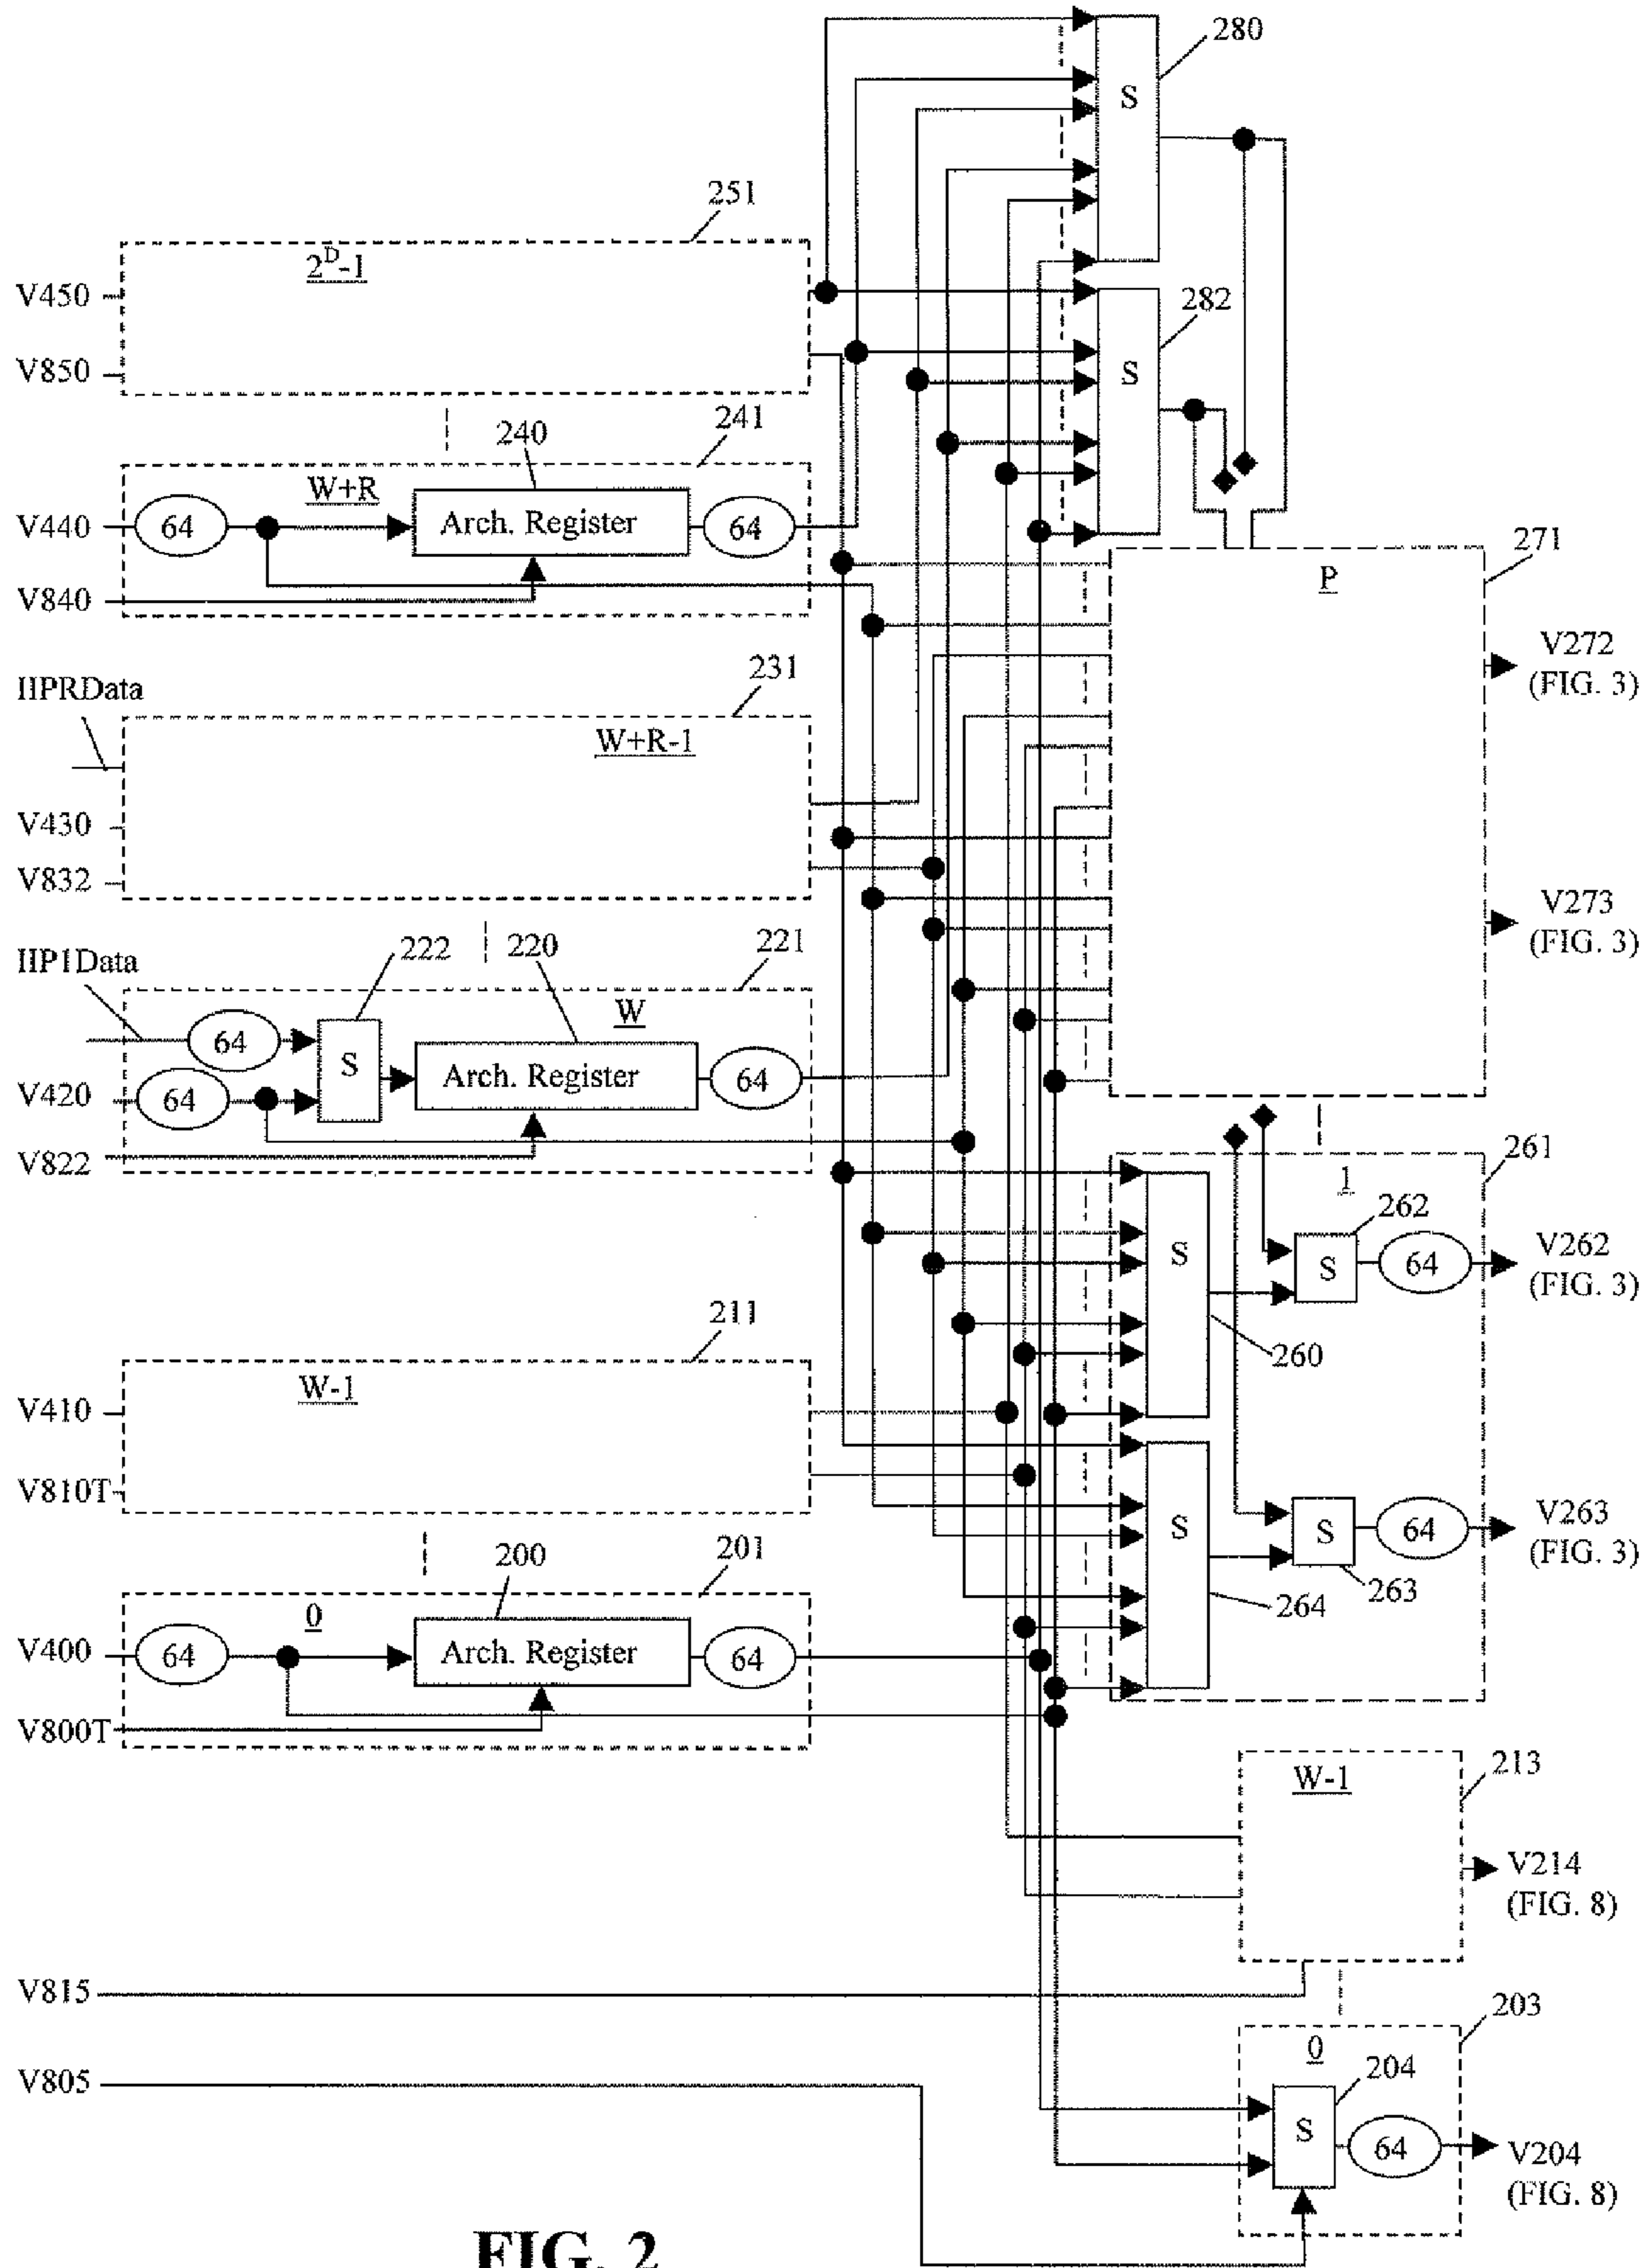 280
S
251
2^D-1
V450
282
V850
S
241
240
W+R
V440
64
Arch. Register
64
271
P
V840
V272
(FIG. 3)
231
IIPRData
W+R-1
V430
V832
V273
(FIG. 3)
222
220
221
IIP1Data
W
64
S
V420
64
Arch. Register
64
V822
261
1
262
S
V262
S
64
(FIG. 3)
211
260
W-1
V410
V810T
S
V263
S
64
(FIG. 3)
263
264
200
201
0
V400
64
Arch. Register
64
V800T
213
W-1
V214
(FIG. 8)
V815
203
0
V805
204
S
64
V204
(FIG. 8)
FIG. 2